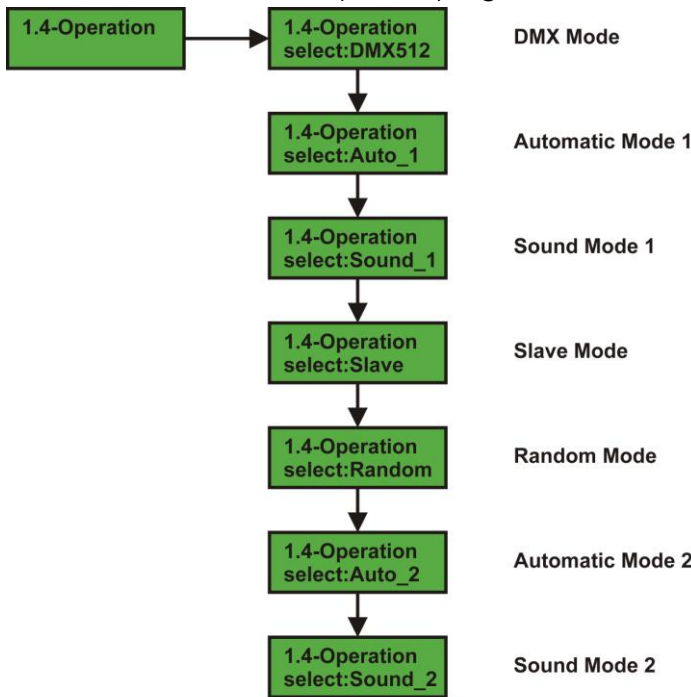 1.4-Operation
1.4-Operation
select:DMX512
DMX Mode
1.4-Operation
select:Auto_1
Automatic Mode 1
1.4-Operation
select:Sound_1
Sound Mode 1
1.4-Operation
select:Slave
Slave Mode
1.4-Operation
select:Random
Random Mode
1.4-Operation
select:Auto_2
Automatic Mode 2
1.4-Operation
select:Sound_2
Sound Mode 2